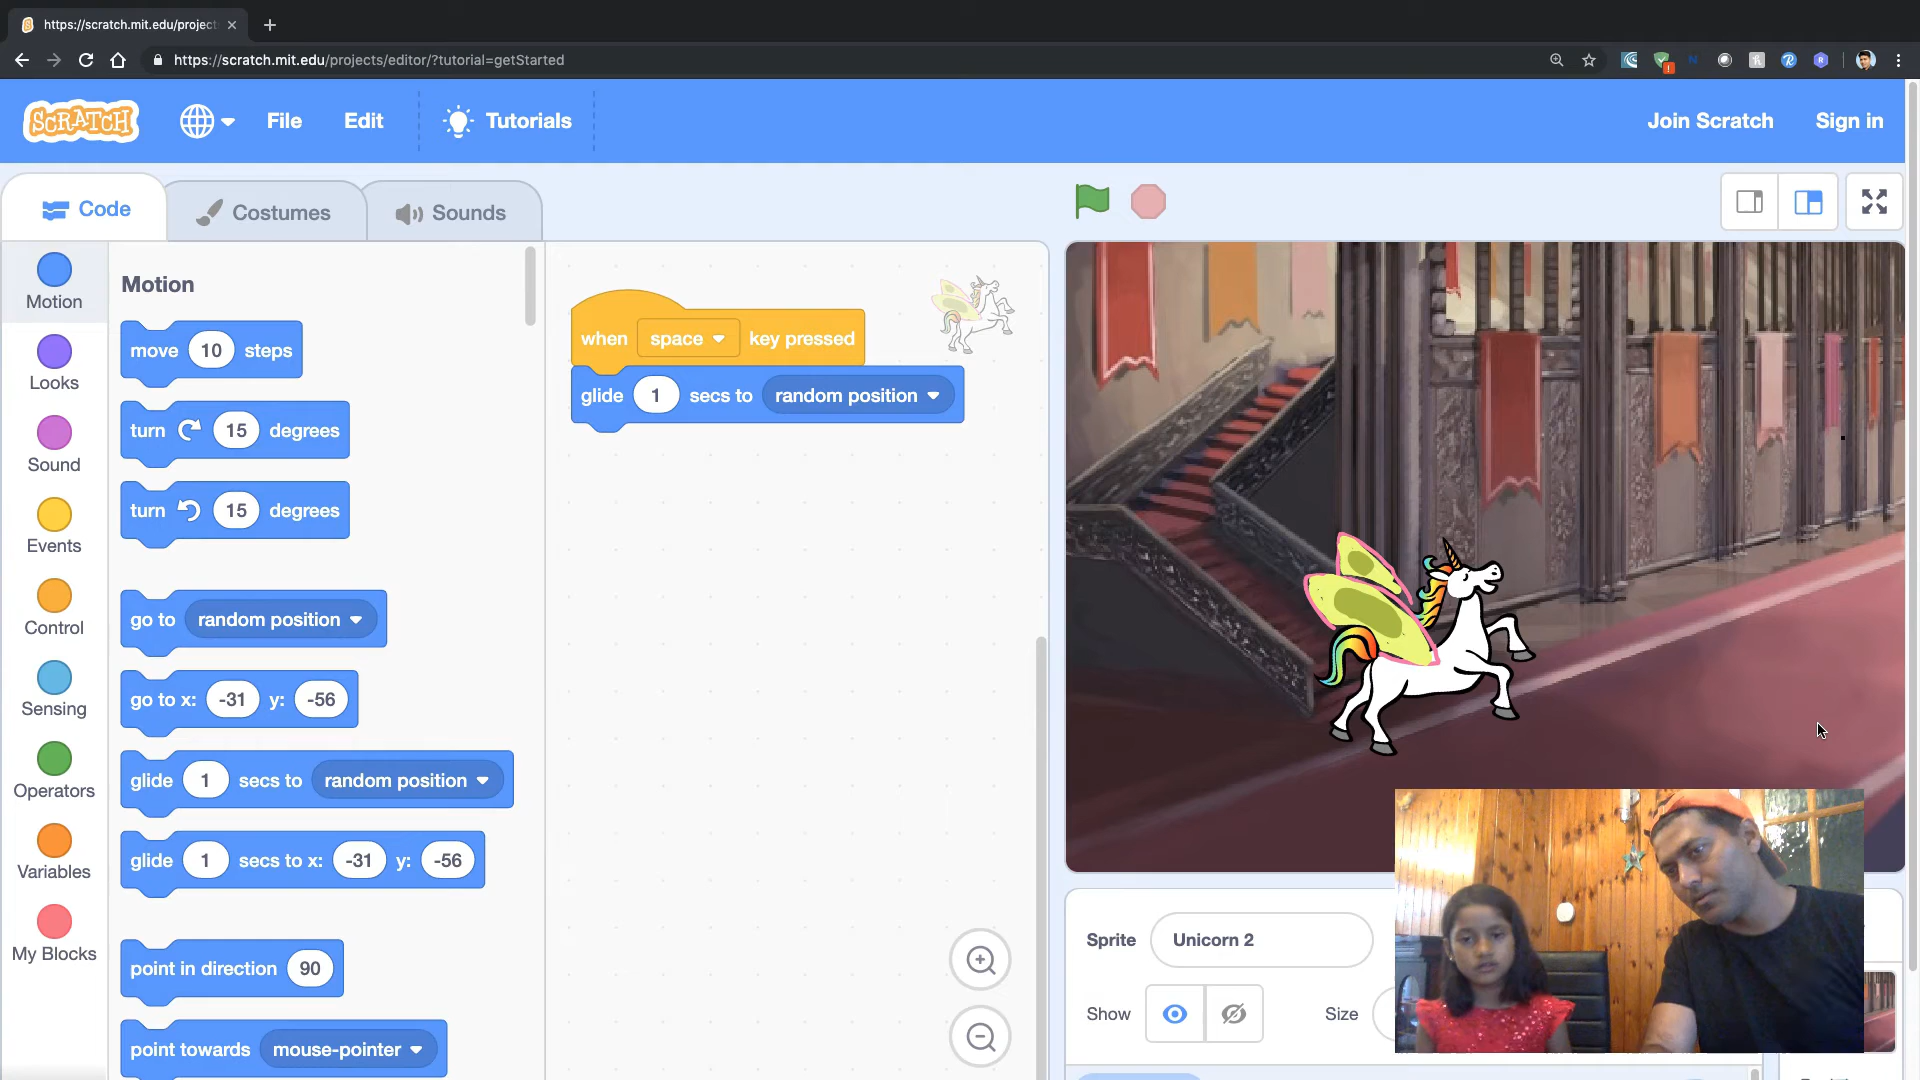 https://scratch.mit.edu/project
https://scratch.mit.edu/projects/editor/?tutorial=getStarted
SCRATCH
File
Edit
Tutorials
Join Scratch
Sign in
Code
Costumes
Sounds
Motion
Looks
Sound
Events
Control
Sensing
Operators
Variables
My Blocks
Motion
move 10 steps
turn 15 degrees
turn 15 degrees
go to random position
go to x: -31 y: -56
glide 1 secs to random position
glide 1 secs to x: -31 y: -56
point in direction 90
point towards mouse-pointer
when space key pressed
glide 1 secs to random position
Sprite Unicorn 2
Show
Size